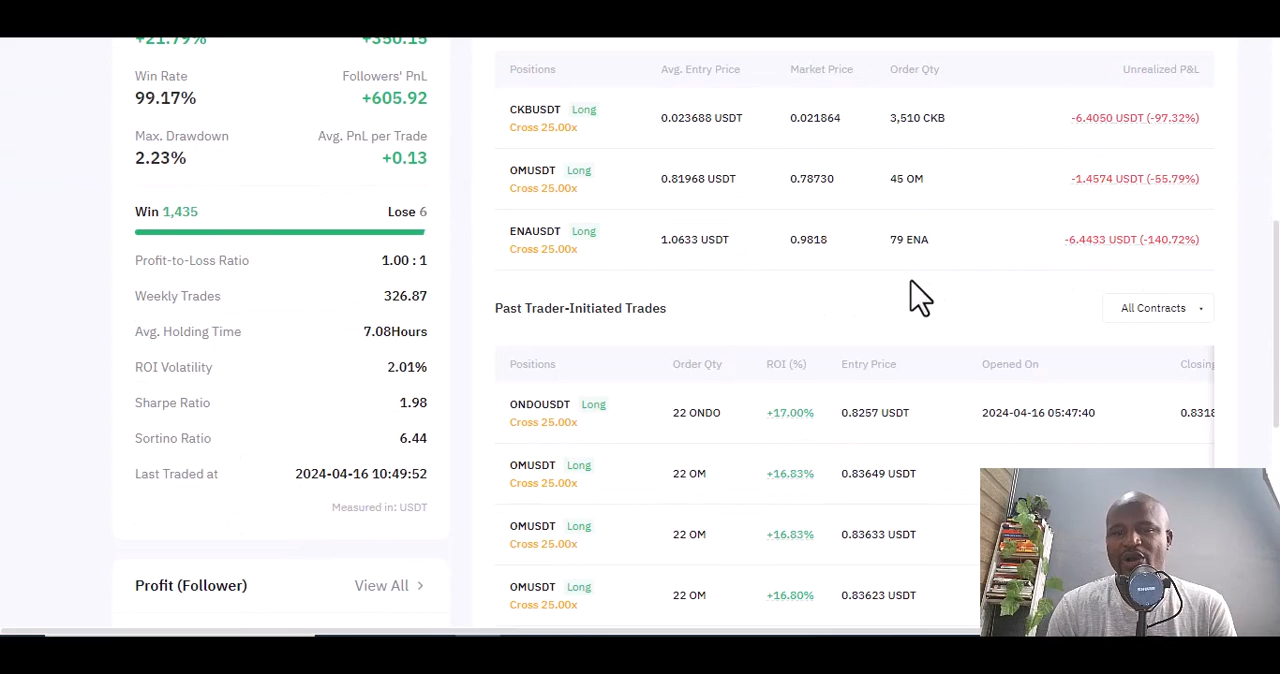 +21.79% +350.15
Win Rate Followers' PnL
99.17% +605.92
Max. Drawdown Avg. PnL per Trade
2.23% +0.13
Win 1,435 Lose 6
Profit-to-Loss Ratio 1.00 : 1
Weekly Trades 326.87
Avg. Holding Time 7.08Hours
ROI Volatility 2.01%
Sharpe Ratio 1.98
Sortino Ratio 6.44
Last Traded at 2024-04-16 10:49:52
Measured in: USDT
Profit (Follower) View All
Positions Avg. Entry Price Market Price Order Qty Unrealized P&L
CKBUSDT Long
Cross 25.00x 0.023688 USDT 0.021864 3,510 CKB -6.4050 USDT (-97.32%)
OMUSDT Long
Cross 25.00x 0.81968 USDT 0.78730 45 OM -1.4574 USDT (-55.79%)
ENAUSDT Long
Cross 25.00x 1.0633 USDT 0.9818 79 ENA -6.4433 USDT (-140.72%)
Past Trader-Initiated Trades All Contracts
Positions Order Qty ROI (%) Entry Price Opened On Closing
ONDOUSDT Long
Cross 25.00x 22 ONDO +17.00% 0.8257 USDT 2024-04-16 05:47:40 0.8318
OMUSDT Long
Cross 25.00x 22 OM +16.83% 0.83649 USDT
OMUSDT Long
Cross 25.00x 22 OM +16.83% 0.83633 USDT
OMUSDT Long
Cross 25.00x 22 OM +16.80% 0.83623 USDT